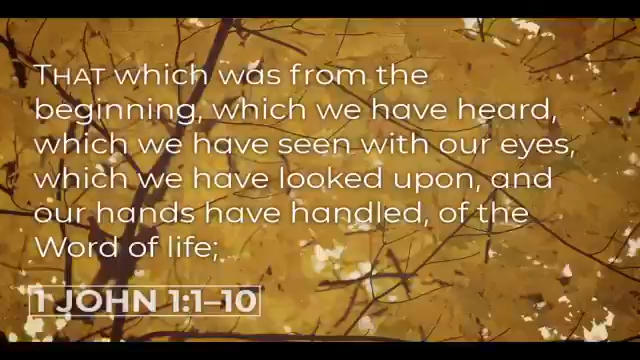 THAT which was from the
beginning, which we have heard,
which we have seen with our eyes,
which we have looked upon, and
our hands have handled, of the
Word of life;
1 JOHN 1:1–10